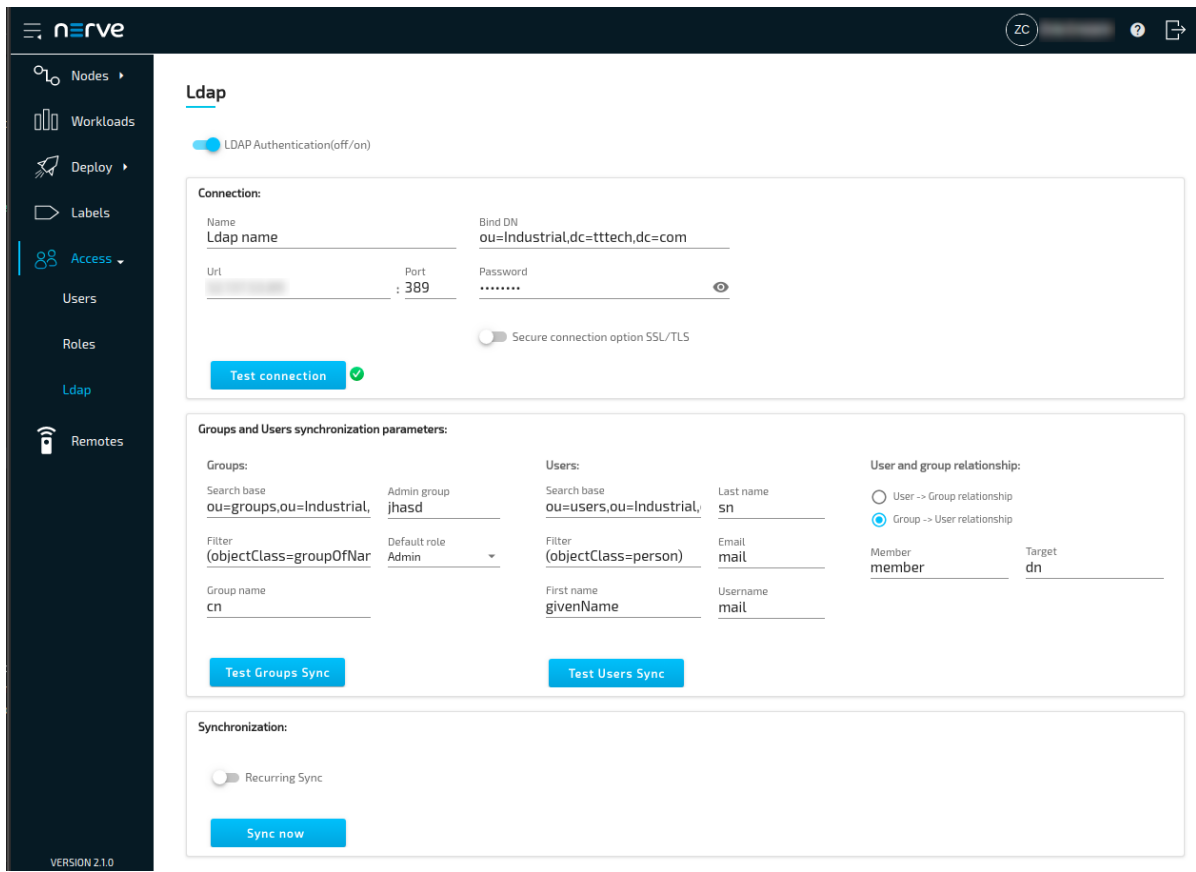 nerve
ZC
Nodes
Workloads
Deploy
Labels
Access
Users
Roles
Ldap
Remotes
VERSION 2.1.0
Ldap
LDAP Authentication(off/on)
Connection:
Name
Ldap name
Bind DN
ou=Industrial,dc=tttech,dc=com
Url
Port
: 389
Password
••••••••
Secure connection option SSL/TLS
Test connection
Groups and Users synchronization parameters:
Groups:
Search base
ou=groups,ou=Industrial,
Admin group
jhasd
Filter
(objectClass=groupOfNar
Default role
Admin
Group name
cn
Test Groups Sync
Users:
Search base
ou=users,ou=Industrial,
Last name
sn
Filter
(objectClass=person)
Email
mail
First name
givenName
Username
mail
Test Users Sync
User and group relationship:
User -> Group relationship
Group -> User relationship
Member
member
Target
dn
Synchronization:
Recurring Sync
Sync now